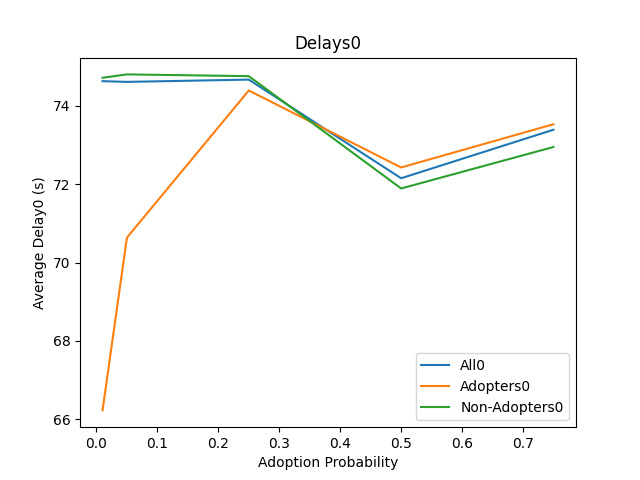 Delays0
Average Delay0 (s)
74
72
70
68
66
0.0 0.1 0.2 0.3 0.4 0.5 0.6 0.7
Adoption Probability
All0
Adopters0
Non-Adopters0